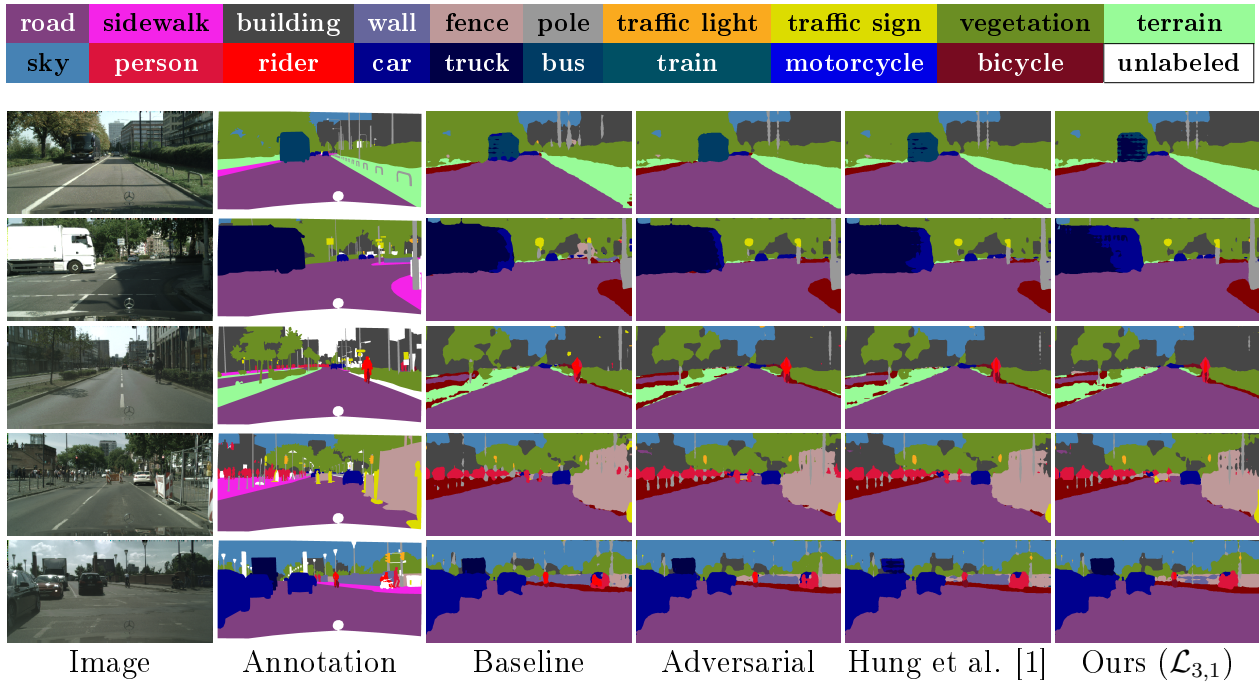 road sidewalk building wall fence pole traffic light traffic sign vegetation terrain
sky person rider car truck bus train motorcycle bicycle unlabeled
Image Annotation Baseline Adversarial Hung et al. [1] Ours (𝓛3,1)